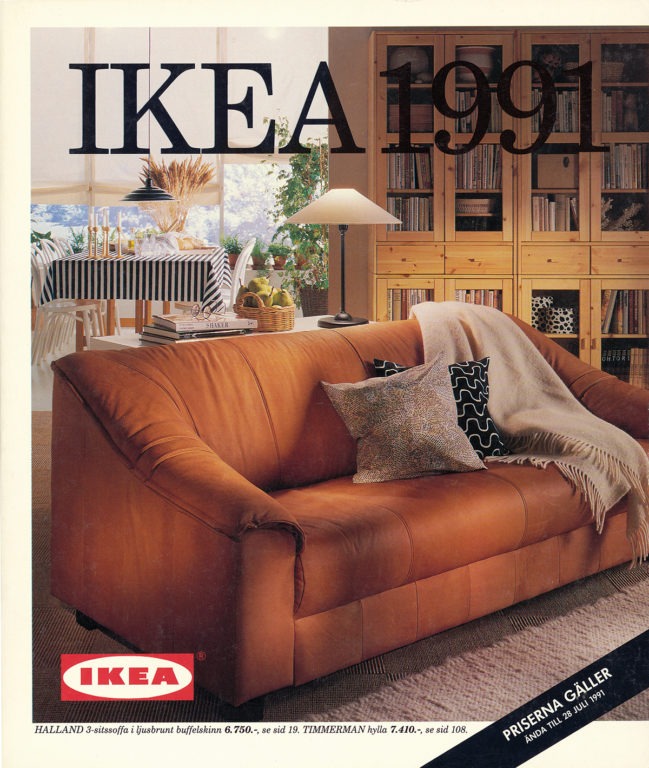 IKEA 1991
SHAKER
IKEA®
PRISERNA GÄLLER
ÄNDA TILL 28 JULI 1991
HALLAND 3-sitssoffa i ljusbrunt buffelskinn 6.750.-, se sid 19. TIMMERMAN hylla 7.410.-, se sid 108.